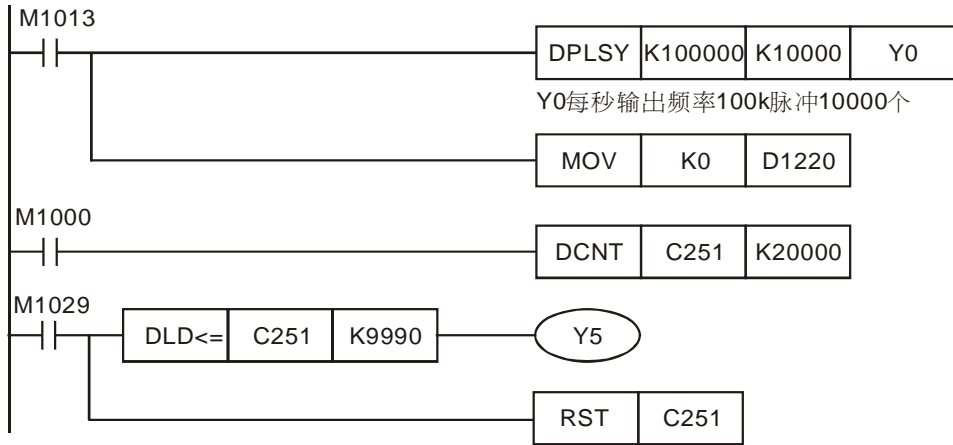 M1013
DPLSY K100000 K10000 Y0
Y0每秒输出频率100k脉冲10000个
MOV K0 D1220
M1000
DCNT C251 K20000
M1029
DLD<= C251 K9990 Y5
RST C251